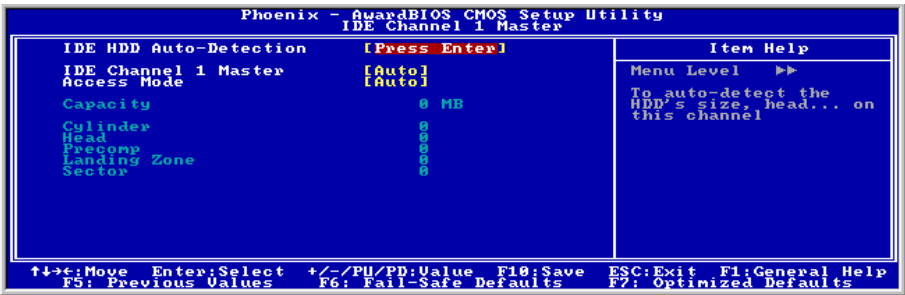 Phoenix - AwardBIOS CMOS Setup Utility
IDE Channel 1 Master
IDE HDD Auto-Detection [Press Enter]
IDE Channel 1 Master [Auto]
Access Mode [Auto]
Capacity 0 MB
Cylinder 0
Head 0
Precomp 0
Landing Zone 0
Sector 0
Item Help
Menu Level ▶▶
To auto-detect the
HDD's size, head... on
this channel
↑↓→←:Move Enter:Select +/-/PU/PD:Value F10:Save ESC:Exit F1:General Help
F5: Previous Values F6: Fail-Safe Defaults F7: Optimized Defaults